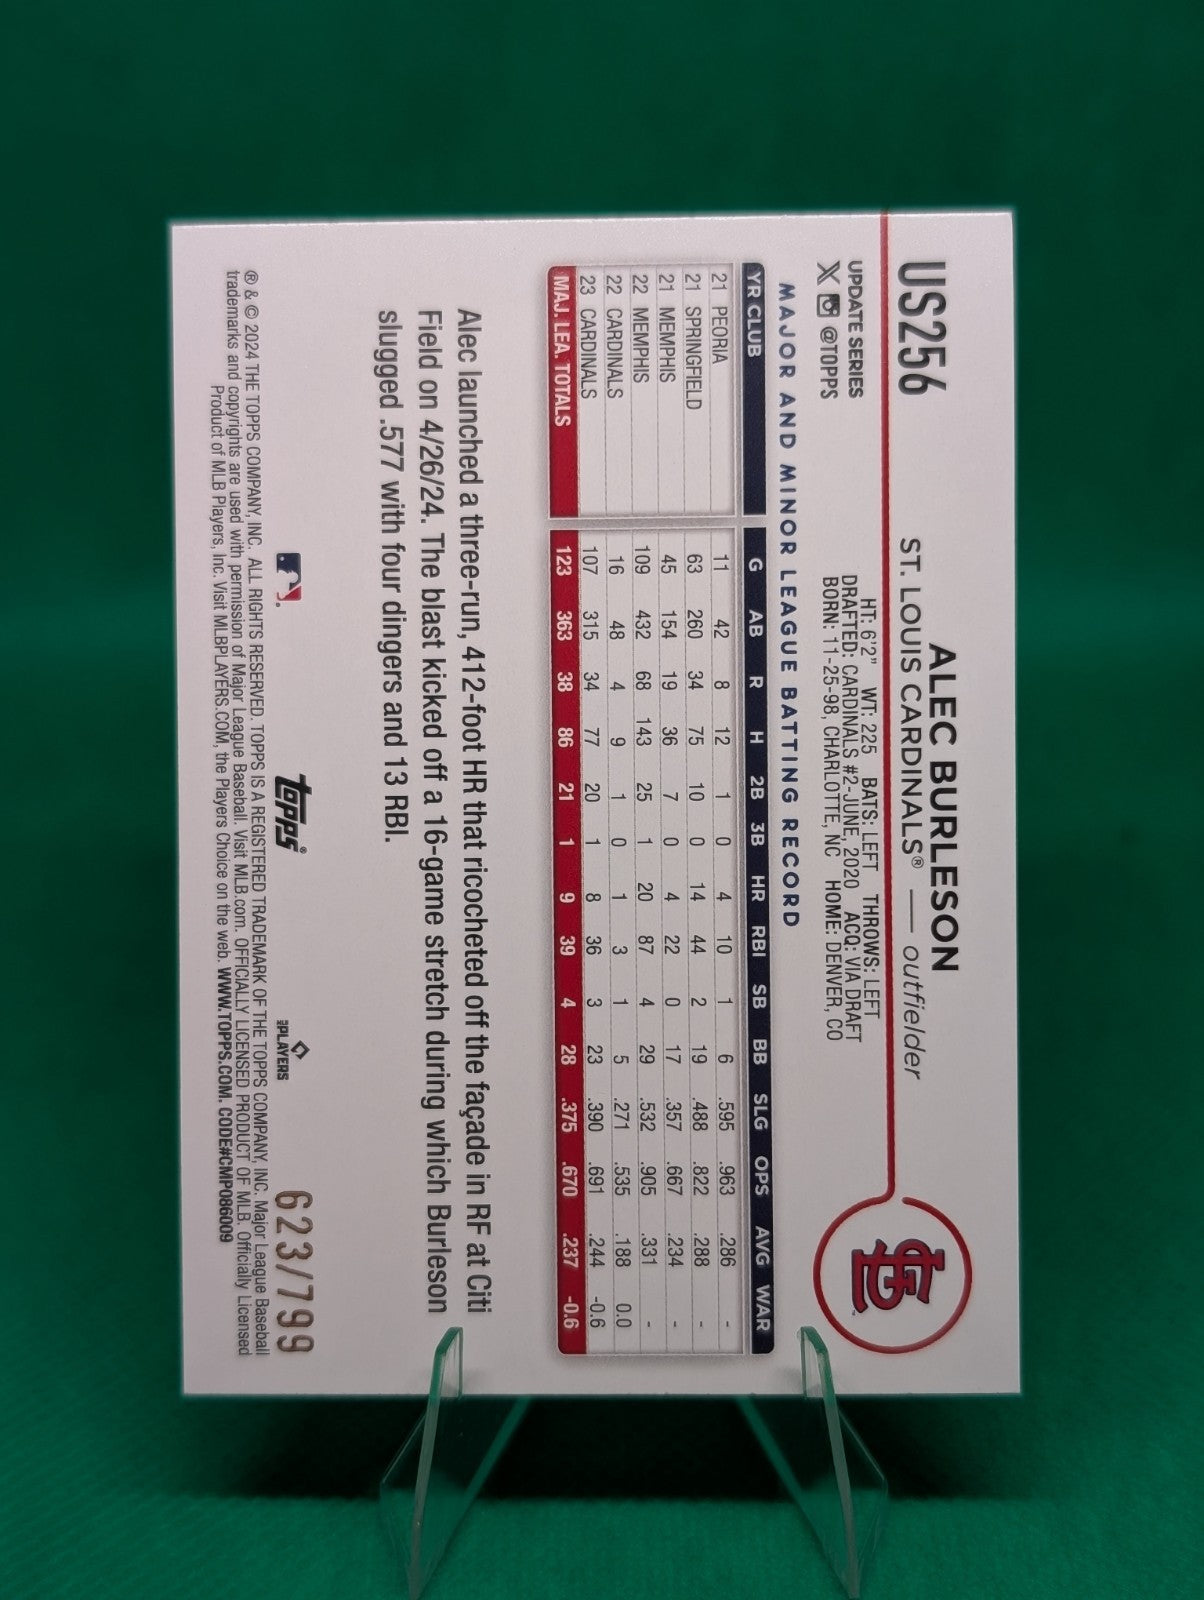 US256
ALEC BURLESON
ST. LOUIS CARDINALS® — outfielder
STL
UPDATE SERIES
X @TOPPS
HT: 6'2" WT: 225 BATS: LEFT THROWS: LEFT
DRAFTED: CARDINALS #2-JUNE, 2020 ACQ: VIA DRAFT
BORN: 11-25-98, CHARLOTTE, NC HOME: DENVER, CO
MAJOR AND MINOR LEAGUE BATTING RECORD
YR CLUB G AB R H 2B 3B HR RBI SB BB SLG OPS AVG WAR
21 PEORIA 11 42 8 12 1 0 4 10 1 6 .595 .963 .286 -
21 SPRINGFIELD 63 260 34 75 10 0 14 44 2 19 .488 .822 .288 -
21 MEMPHIS 45 154 19 36 7 0 4 22 0 17 .357 .667 .234 -
22 MEMPHIS 109 432 68 143 25 1 20 87 4 29 .532 .905 .331 -
22 CARDINALS 16 48 4 9 1 0 1 3 1 5 .271 .535 .188 0.0
23 CARDINALS 107 315 34 77 20 1 8 36 3 23 .390 .691 .244 -0.6
MAJ. LEA. TOTALS 123 363 38 86 21 1 9 39 4 28 .375 .670 .237 -0.6
Alec launched a three-run, 412-foot HR that ricocheted off the façade in RF at Citi
Field on 4/26/24. The blast kicked off a 16-game stretch during which Burleson
slugged .577 with four dingers and 13 RBI.
topps®
MLB PLAYERS
623/799
® & © 2024 THE TOPPS COMPANY, INC. ALL RIGHTS RESERVED. TOPPS IS A REGISTERED TRADEMARK OF THE TOPPS COMPANY, INC. Major League Baseball
trademarks and copyrights are used with permission of Major League Baseball. Visit MLB.com. OFFICIALLY LICENSED PRODUCT OF MLB. Officially Licensed
Product of MLB Players, Inc. Visit MLBPLAYERS.COM, the Players Choice on the web. WWW.TOPPS.COM. CODE#CMP086009